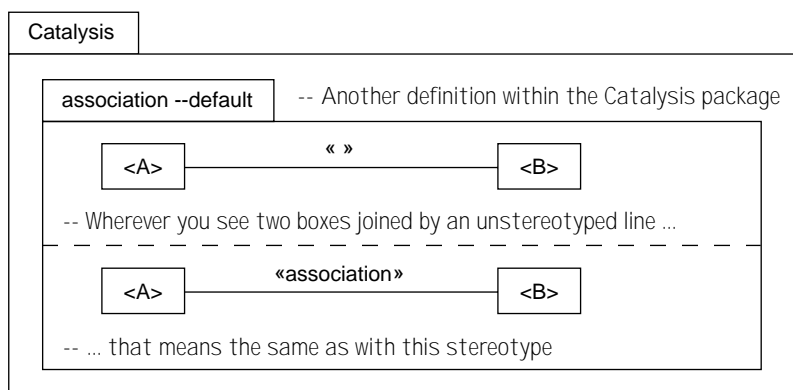 Catalysis
association --default -- Another definition within the Catalysis package
« »
<A> <B>
-- Wherever you see two boxes joined by an unstereotyped line ...
«association»
<A> <B>
-- ... that means the same as with this stereotype